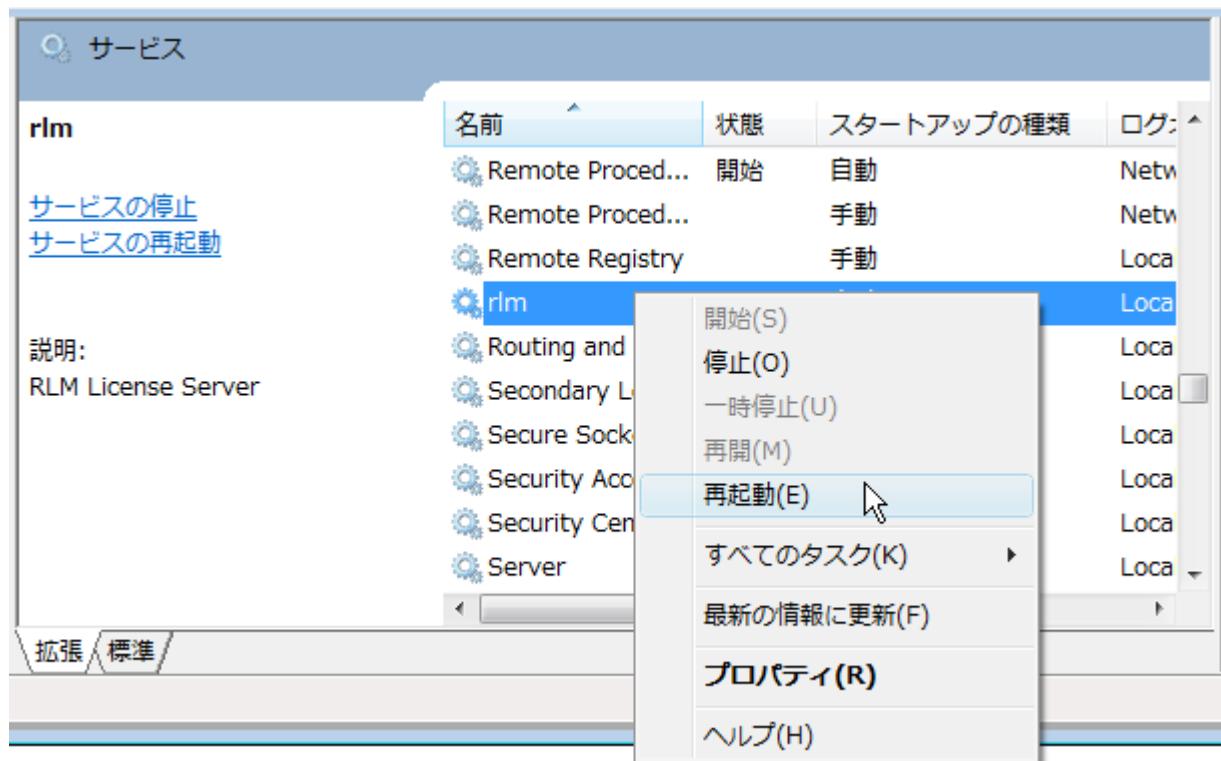 サービス
rlm
サービスの停止
サービスの再起動
説明:
RLM License Server
名前 状態 スタートアップの種類 ログ
Remote Proced... 開始 自動 Netw
Remote Proced... 手動 Netw
Remote Registry 手動 Loca
rlm Loca
Routing and Loca
Secondary L Loca
Secure Sock Loca
Security Acc Loca
Security Cen Loca
Server Loca
開始(S)
停止(O)
一時停止(U)
再開(M)
再起動(E)
すべてのタスク(K)
最新の情報に更新(F)
プロパティ(R)
ヘルプ(H)
拡張 標準